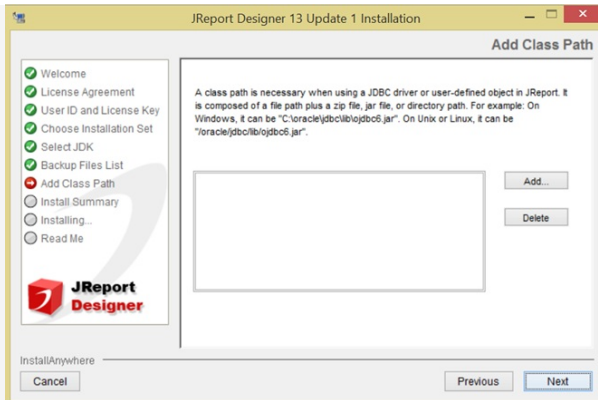 JReport Designer 13 Update 1 Installation
Add Class Path
Welcome
License Agreement
User ID and License Key
Choose Installation Set
Select JDK
Backup Files List
Add Class Path
Install Summary
Installing...
Read Me
JReport
Designer
A class path is necessary when using a JDBC driver or user-defined object in JReport. It
is composed of a file path plus a zip file, jar file, or directory path. For example: On
Windows, it can be "C:\oracle\jdbc\lib\ojdbc6.jar". On Unix or Linux, it can be
"/oracle/jdbc/lib/ojdbc6.jar".
Add...
Delete
InstallAnywhere
Cancel
Previous
Next